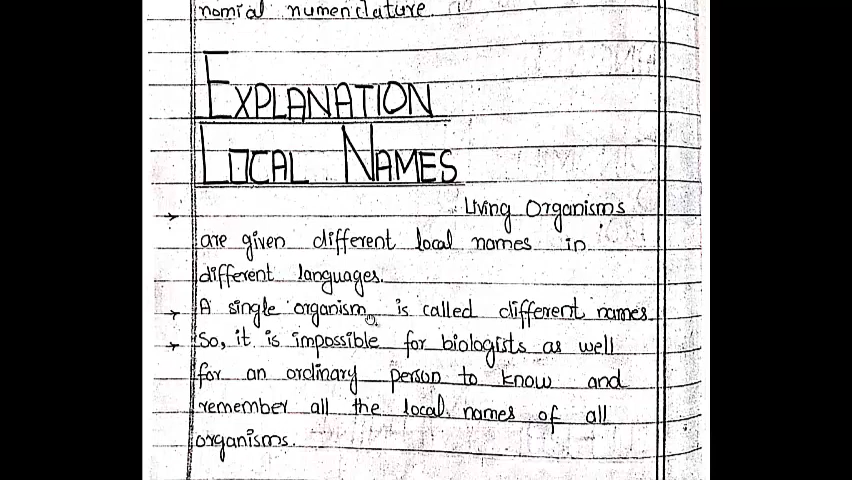 nomial numenclature.
EXPLANATION
LOCAL NAMES
Living Organisms
are given different local names in
different languages.
A single organism is called different names.
So, it is impossible for biologists as well
for an ordinary person to know and
remember all the local names of all
organisms.